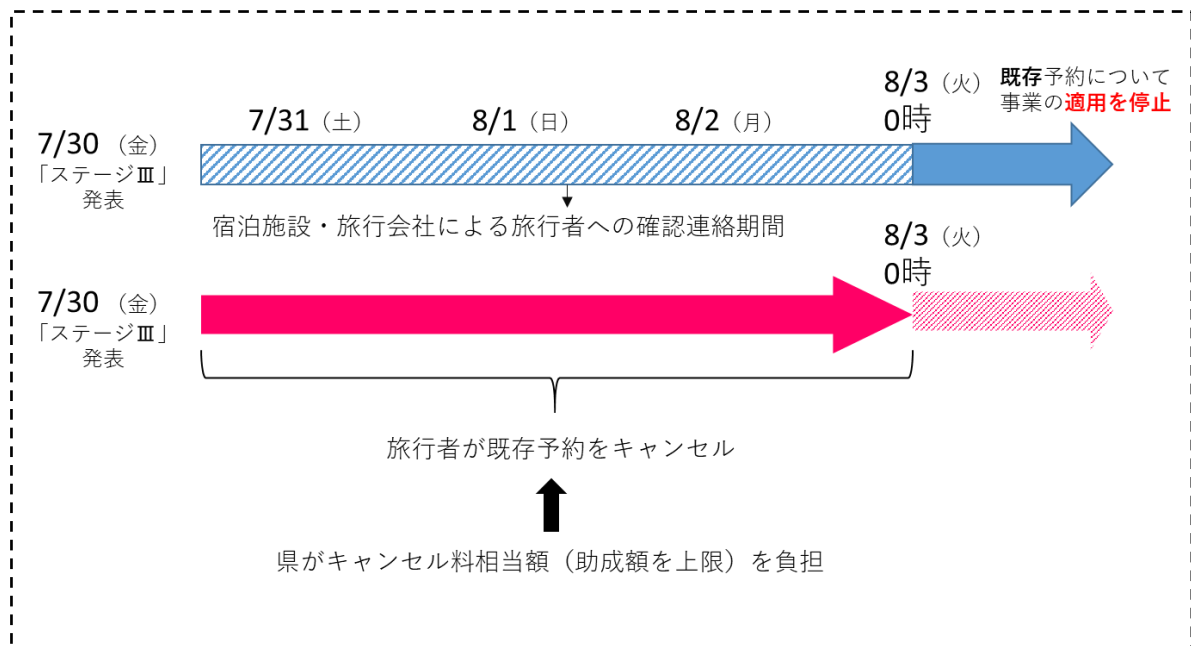 8/3（火）
0時
既存予約について
事業の適用を停止
7/31（土）
8/1（日）
8/2（月）
7/30（金）
「ステージⅢ」
発表
宿泊施設・旅行会社による旅行者への確認連絡期間
8/3（火）
0時
7/30（金）
「ステージⅢ」
発表
旅行者が既存予約をキャンセル
県がキャンセル料相当額（助成額を上限）を負担